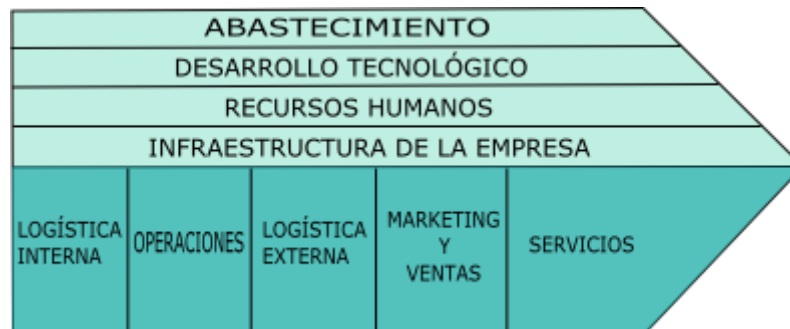 ABASTECIMIENTO
DESARROLLO TECNOLÓGICO
RECURSOS HUMANOS
INFRAESTRUCTURA DE LA EMPRESA
LOGÍSTICA
INTERNA
OPERACIONES
LOGÍSTICA
EXTERNA
MARKETING
Y
VENTAS
SERVICIOS